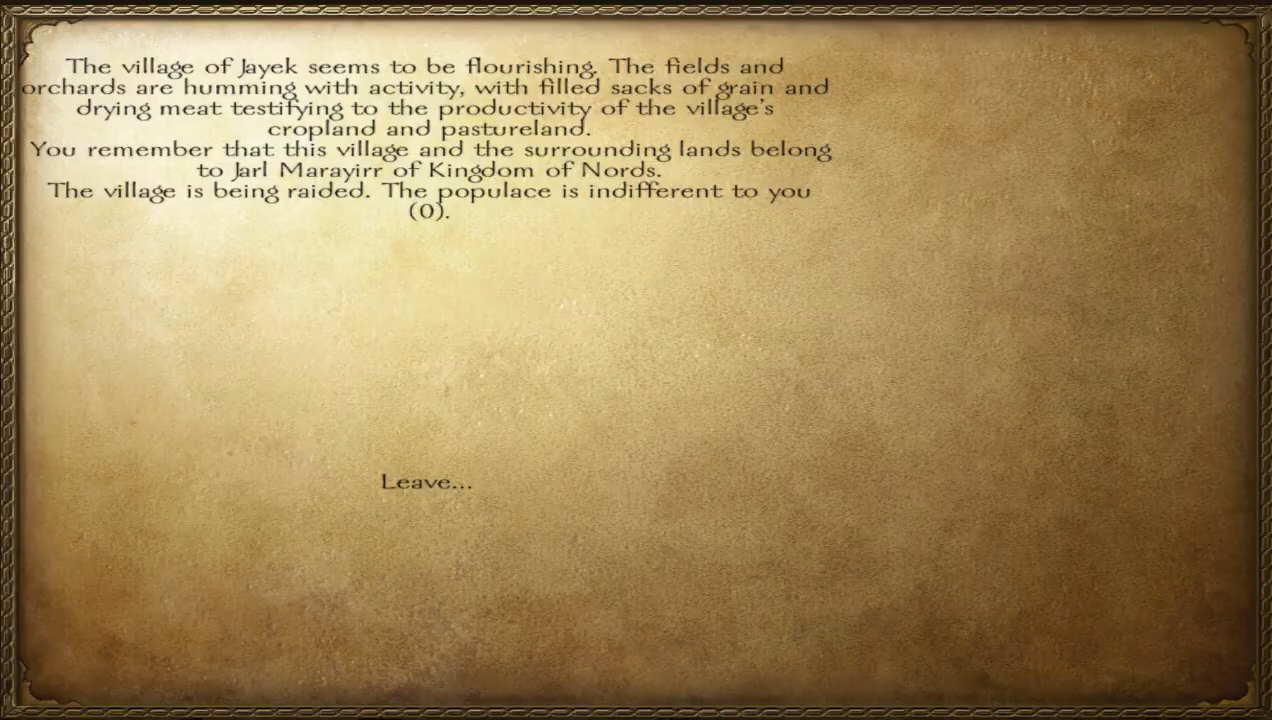 The village of Jayek seems to be flourishing. The fields and
orchards are humming with activity, with filled sacks of grain and
drying meat testifying to the productivity of the village's
cropland and pastureland.
You remember that this village and the surrounding lands belong
to Jarl Marayirr of Kingdom of Nords.
The village is being raided. The populace is indifferent to you
(0).
Leave...